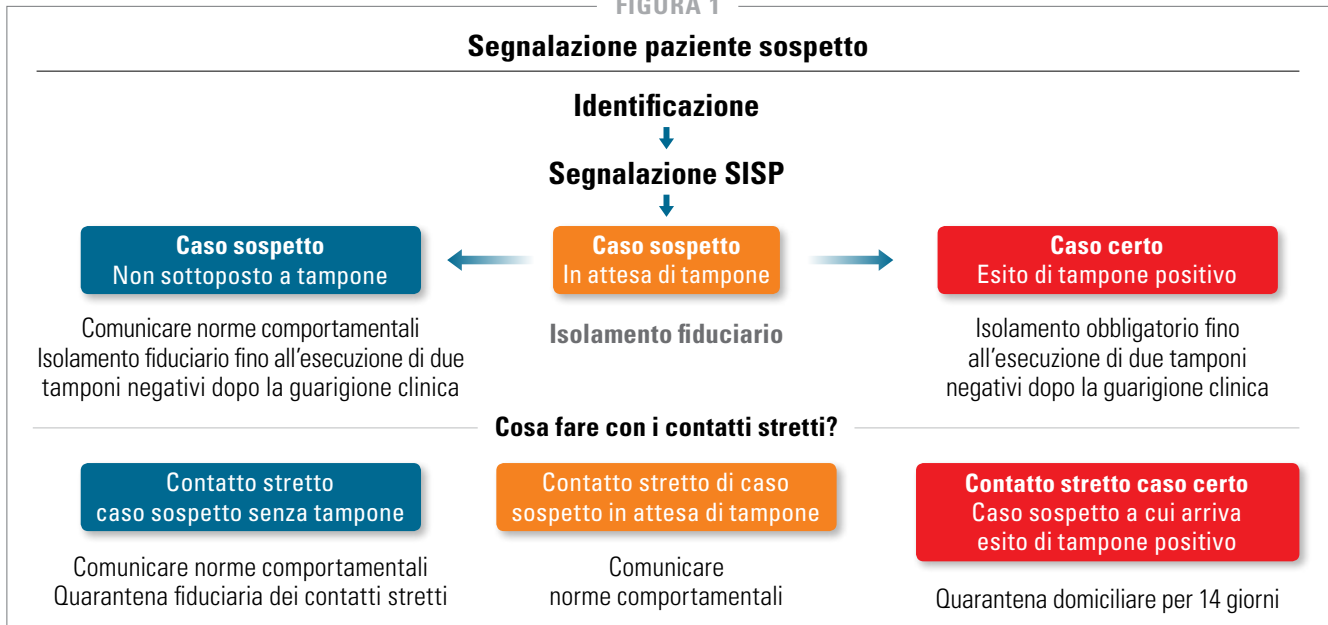 FIGURA 1
Segnalazione paziente sospetto
Identificazione
Segnalazione SISP
Caso sospetto
Non sottoposto a tampone
Caso sospetto
In attesa di tampone
Caso certo
Esito di tampone positivo
Comunicare norme comportamentali
Isolamento fiduciario fino all’esecuzione di due
tamponi negativi dopo la guarigione clinica
Isolamento fiduciario
Isolamento obbligatorio fino
all’esecuzione di due tamponi
negativi dopo la guarigione clinica
Cosa fare con i contatti stretti?
Contatto stretto
caso sospetto senza tampone
Contatto stretto di caso
sospetto in attesa di tampone
Contatto stretto caso certo
Caso sospetto a cui arriva
esito di tampone positivo
Comunicare norme comportamentali
Quarantena fiduciaria dei contatti stretti
Comunicare
norme comportamentali
Quarantena domiciliare per 14 giorni